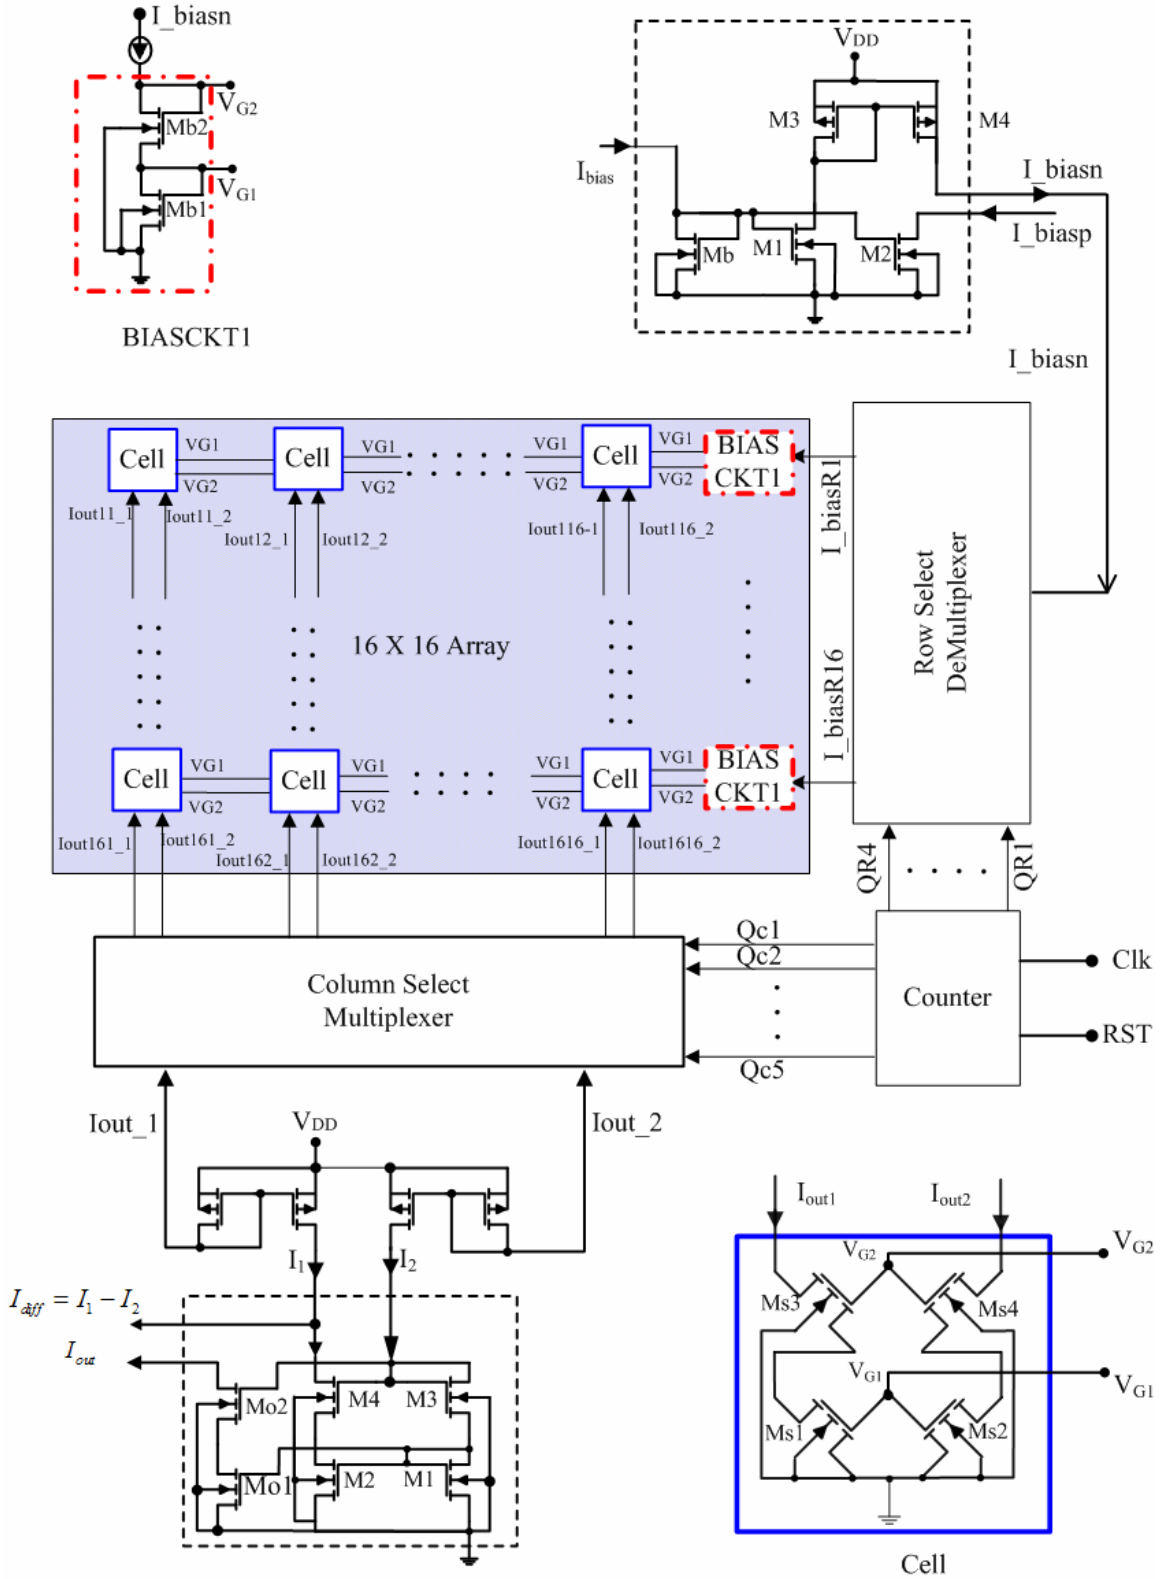 I_biasn
VG2
Mb2
VG1
Mb1
BIASCKT1
VDD
M3
M4
Ibias
I_biasn
I_biasp
Mb
M1
M2
I_biasn
Cell
VG1
VG2
Cell
VG1
VG2
VG1
VG2
Cell
VG1
VG2
BIAS
CKT1
I_biasR1
Iout11_1
Iout11_2
Iout12_1
Iout12_2
Iout116-1
Iout116_2
Row Select
DeMultiplexer
16 X 16 Array
I_biasR16
Cell
VG1
VG2
Cell
VG1
VG2
VG1
VG2
Cell
VG1
VG2
BIAS
CKT1
Iout161_1
Iout161_2
Iout162_1
Iout162_2
Iout1616_1
Iout1616_2
QR4
QR1
Column Select
Multiplexer
Qc1
Qc2
Qc5
Counter
Clk
RST
Iout_1
VDD
Iout_2
I1
I2
Idiff = I1 − I2
Iout
Mo2
M4
M3
Mo1
M2
M1
Iout1
Iout2
VG2
VG2
Ms3
Ms4
VG1
VG1
Ms1
Ms2
Cell